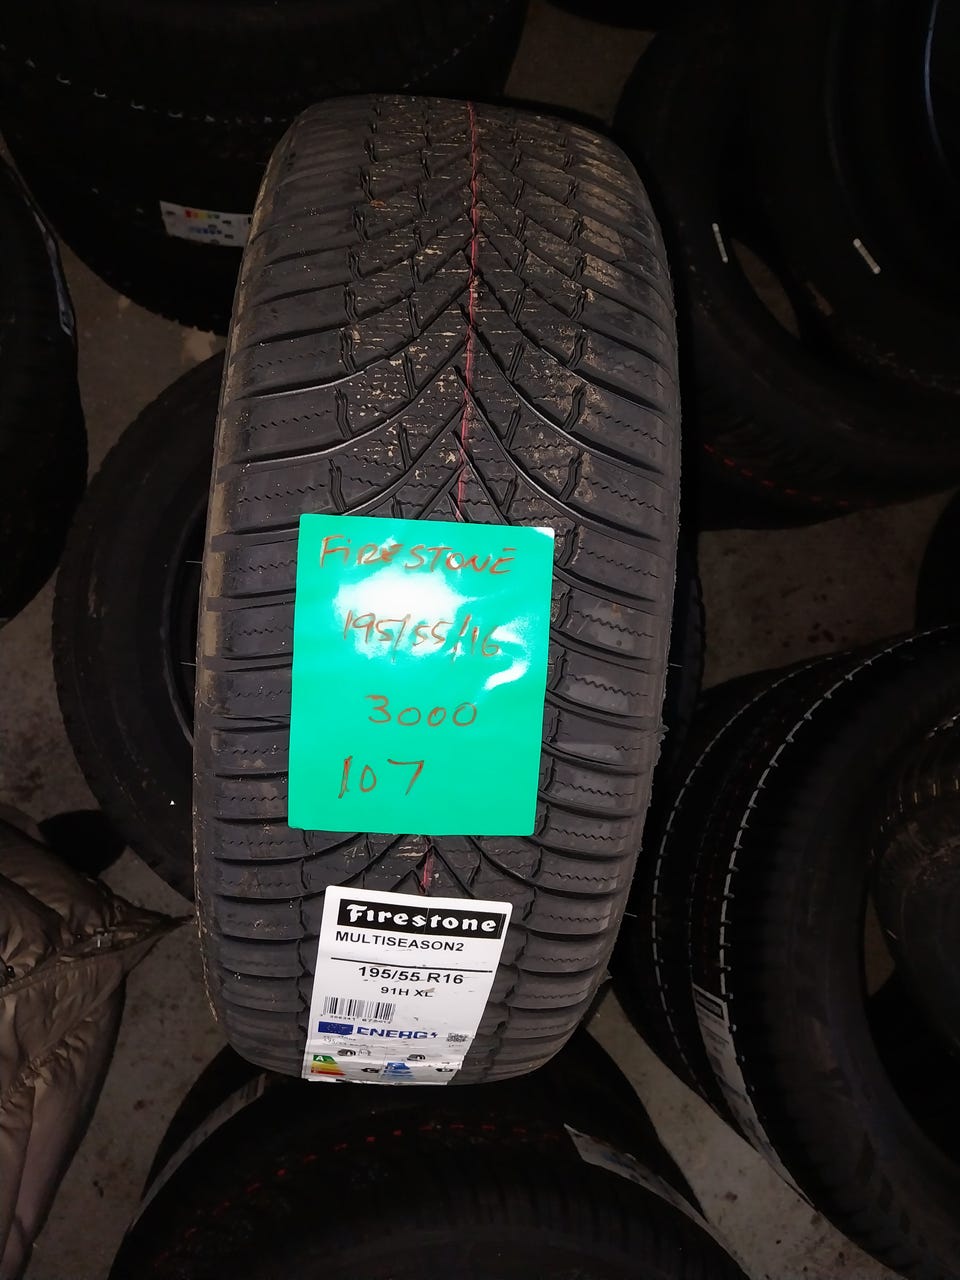 FIRESTONE
195/55/16
3000
107
Firestone
MULTISEASON2
195/55 R16
91H XL
ENERG
A